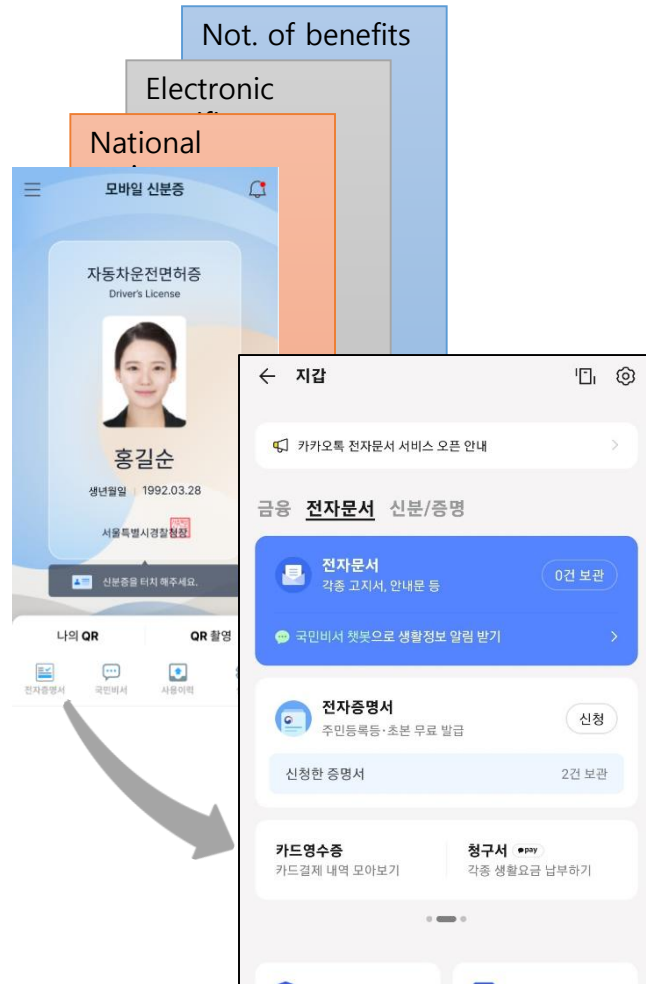 Not. of benefits
Electronic
National
모바일 신분증
자동차운전면허증
Driver's License
홍길순
생년월일 | 1992.03.28
서울특별시경찰청장
신분증을 터치 해주세요.
나의 QR
QR 촬영
전자증명서
국민비서
사용이력
지갑
카카오톡 전자문서 서비스 오픈 안내
금융 전자문서 신분/증명
전자문서
각종 고지서, 안내문 등
0건 보관
국민비서 챗봇으로 생활정보 알림 받기
전자증명서
주민등록등·초본 무료 발급
신청
신청한 증명서
2건 보관
카드영수증
카드결제 내역 모아보기
청구서 pay
각종 생활요금 납부하기